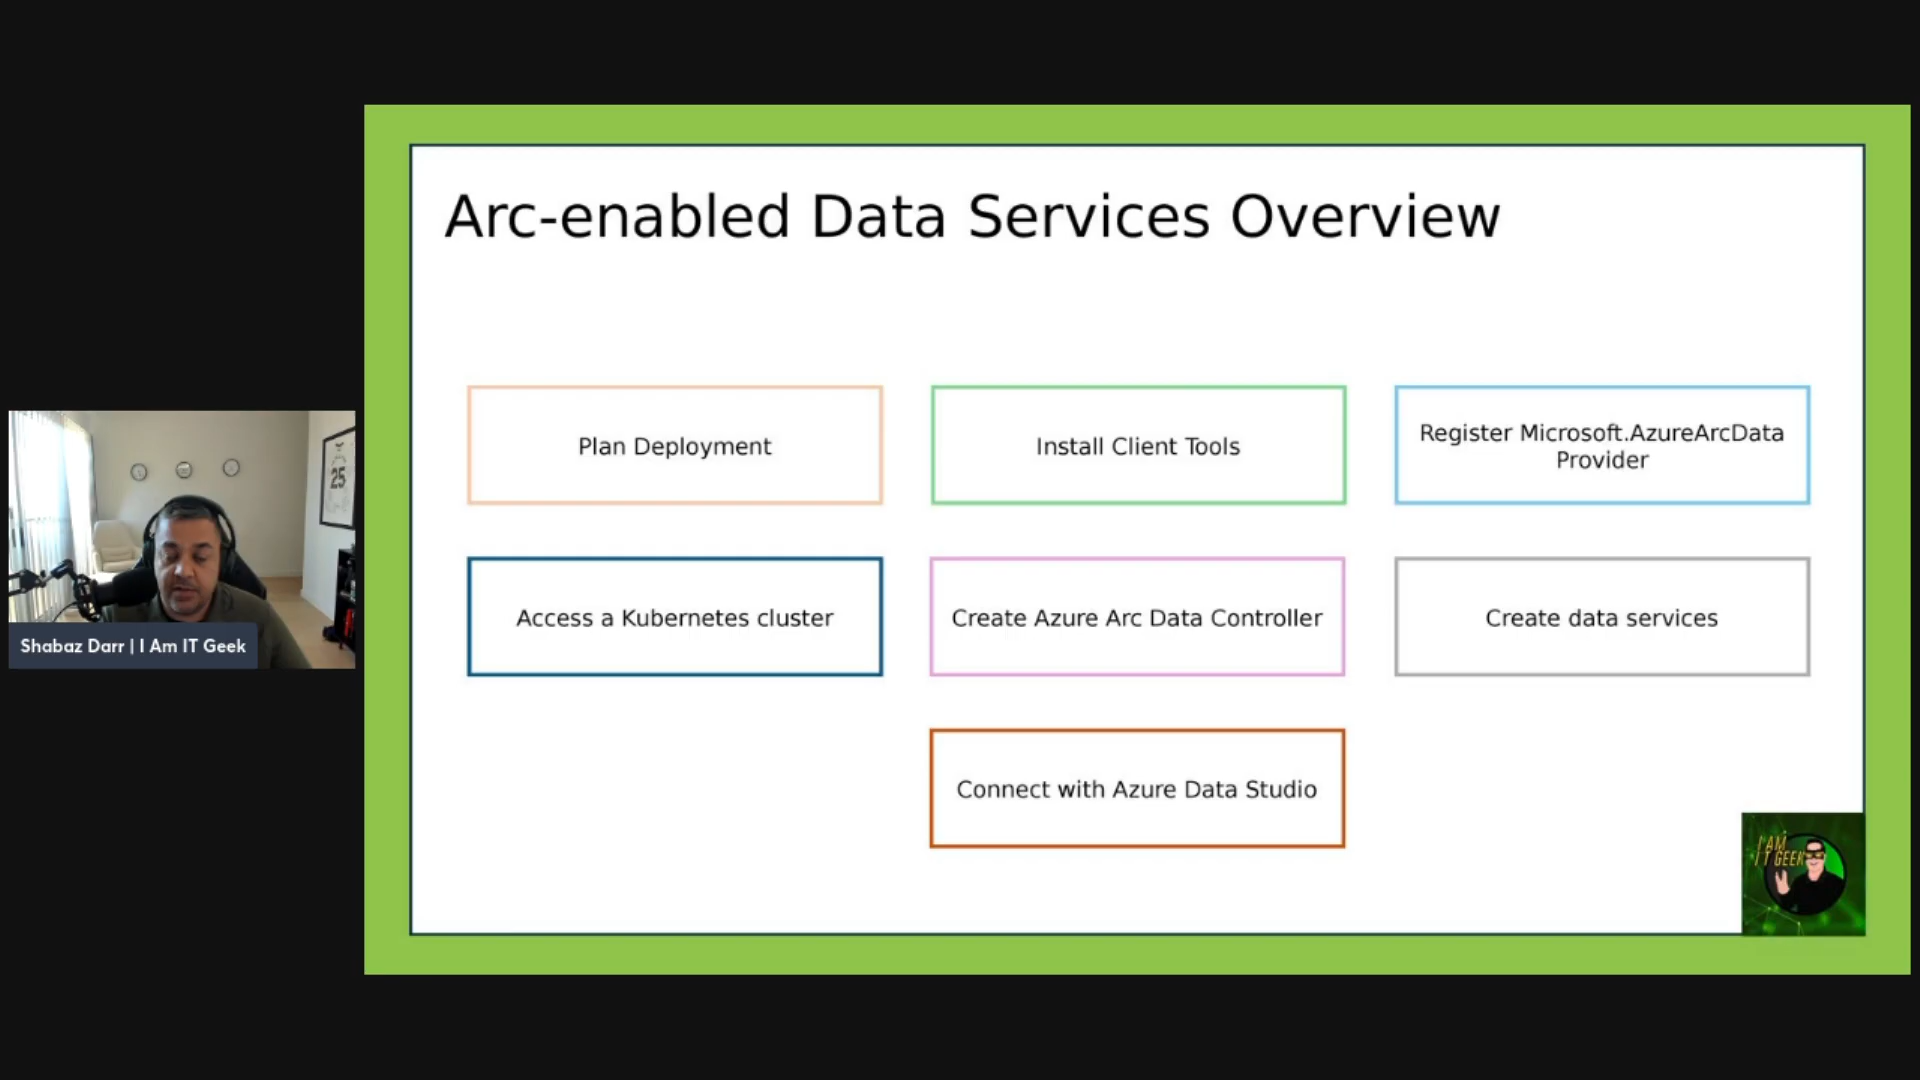 Arc-enabled Data Services Overview
Plan Deployment
Install Client Tools
Register Microsoft.AzureArcData
Provider
Access a Kubernetes cluster
Create Azure Arc Data Controller
Create data services
Connect with Azure Data Studio
25
Shabaz Darr | I Am IT Geek
I AM
IT GEEK